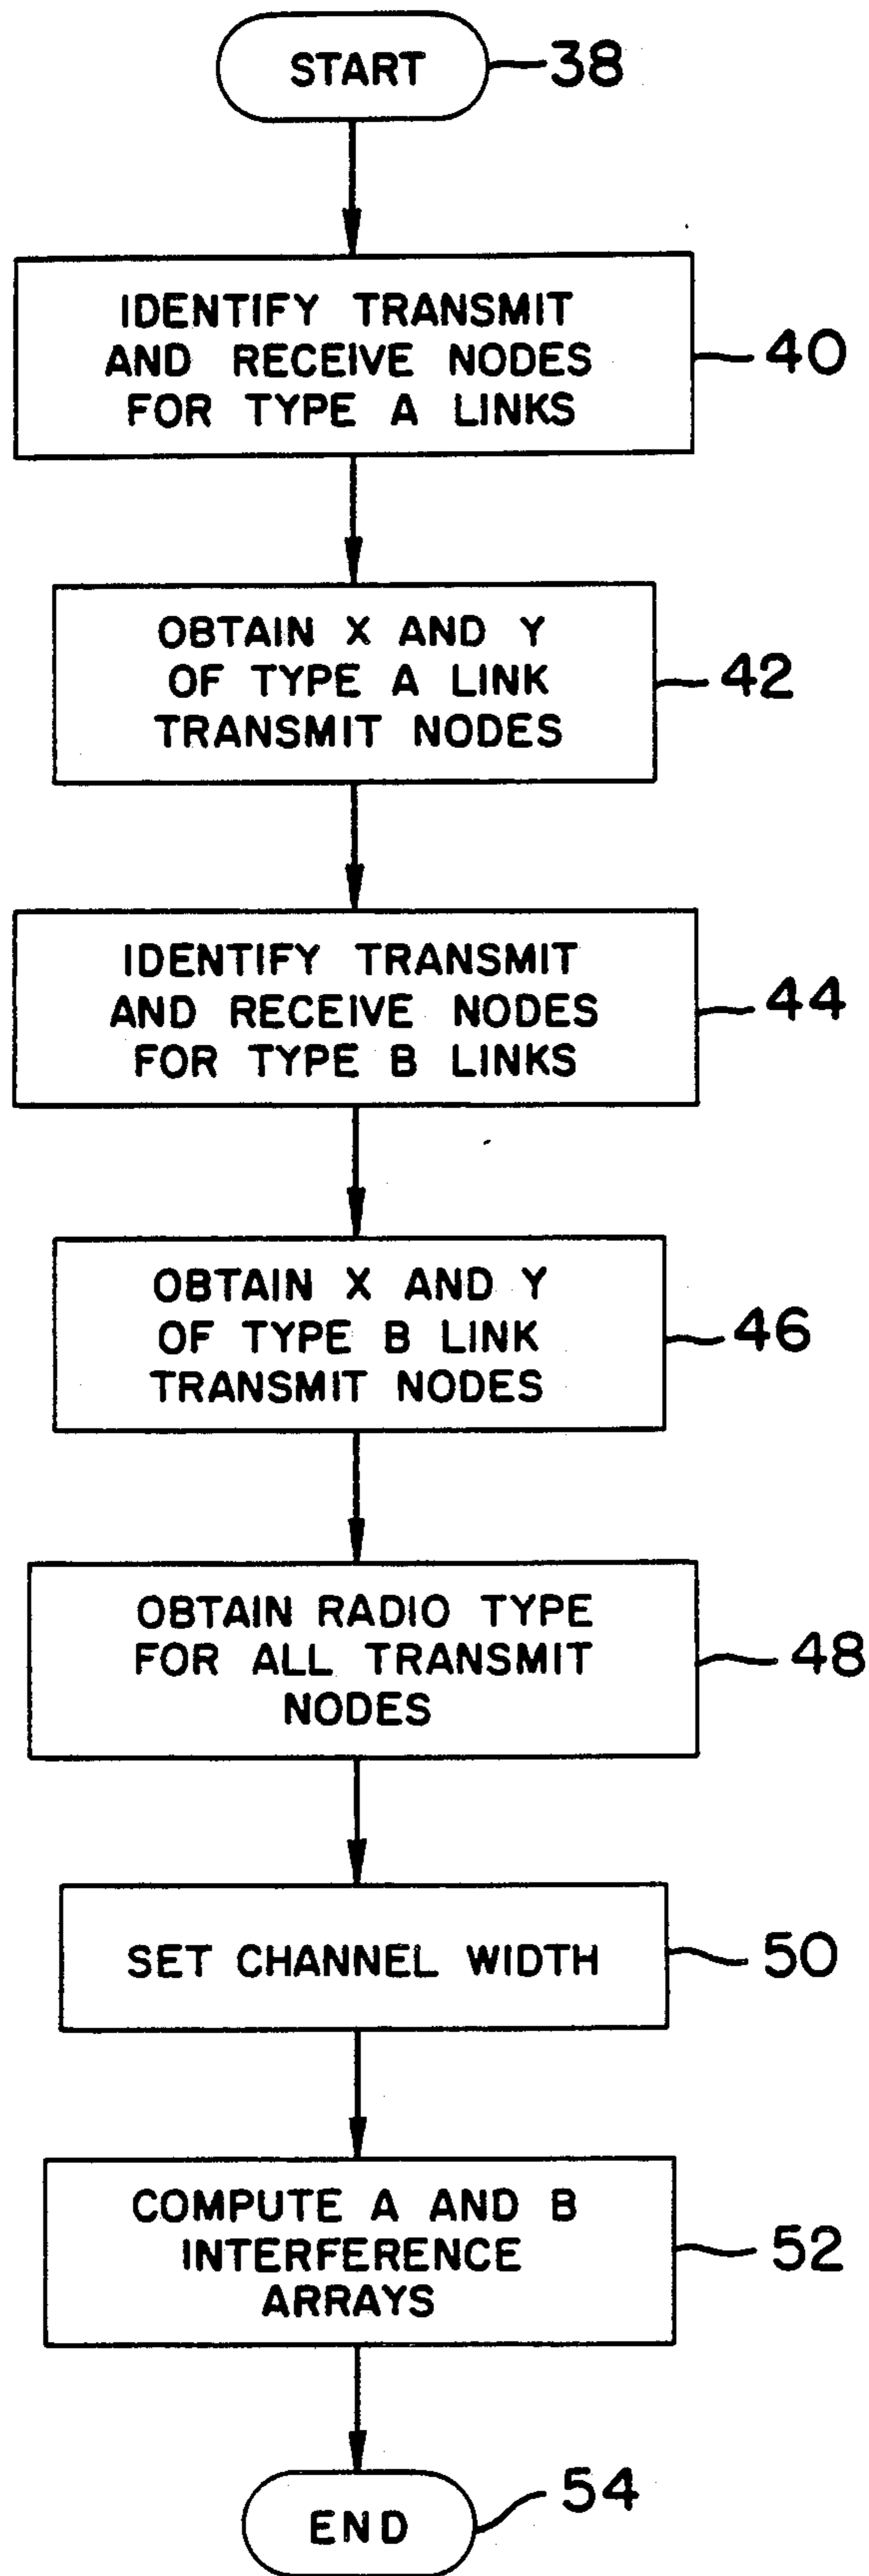 START
38
IDENTIFY TRANSMIT
AND RECEIVE NODES
FOR TYPE A LINKS
40
OBTAIN X AND Y
OF TYPE A LINK
TRANSMIT NODES
42
IDENTIFY TRANSMIT
AND RECEIVE NODES
FOR TYPE B LINKS
44
OBTAIN X AND Y
OF TYPE B LINK
TRANSMIT NODES
46
OBTAIN RADIO TYPE
FOR ALL TRANSMIT
NODES
48
SET CHANNEL WIDTH
50
COMPUTE A AND B
INTERFERENCE
ARRAYS
52
END
54